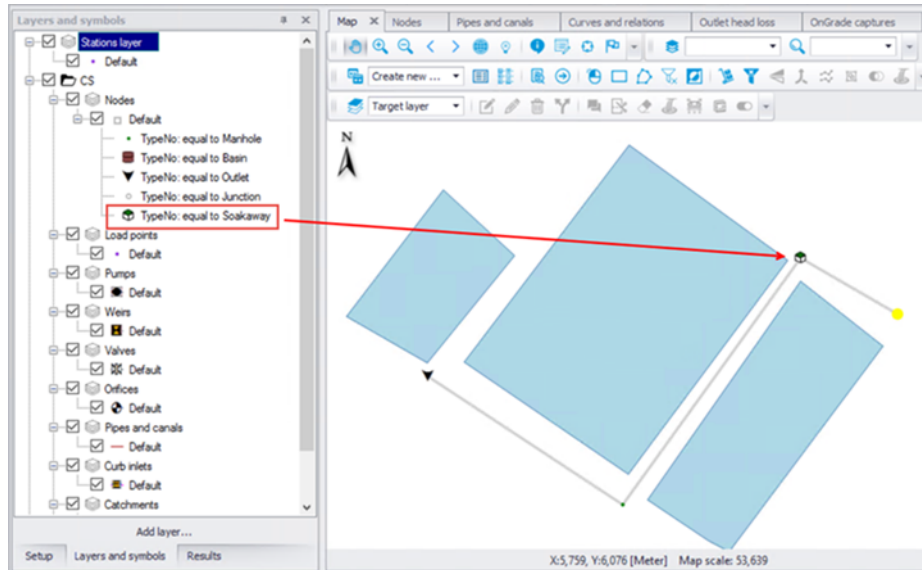 Layers and symbols
Stations layer
Default
CS
Nodes
Default
TypeNo: equal to Manhole
TypeNo: equal to Basin
TypeNo: equal to Outlet
TypeNo: equal to Junction
TypeNo: equal to Soakaway
Load points
Default
Pumps
Default
Weirs
Default
Valves
Default
Orifices
Default
Pipes and canals
Default
Curb inlets
Default
Catchments
Add layer...
Setup Layers and symbols Results
Map Nodes Pipes and canals Curves and relations Outlet head loss OnGrade captures
Create new ...
Target layer
N
X:5,759, Y:6,076 [Meter] Map scale: 53,639